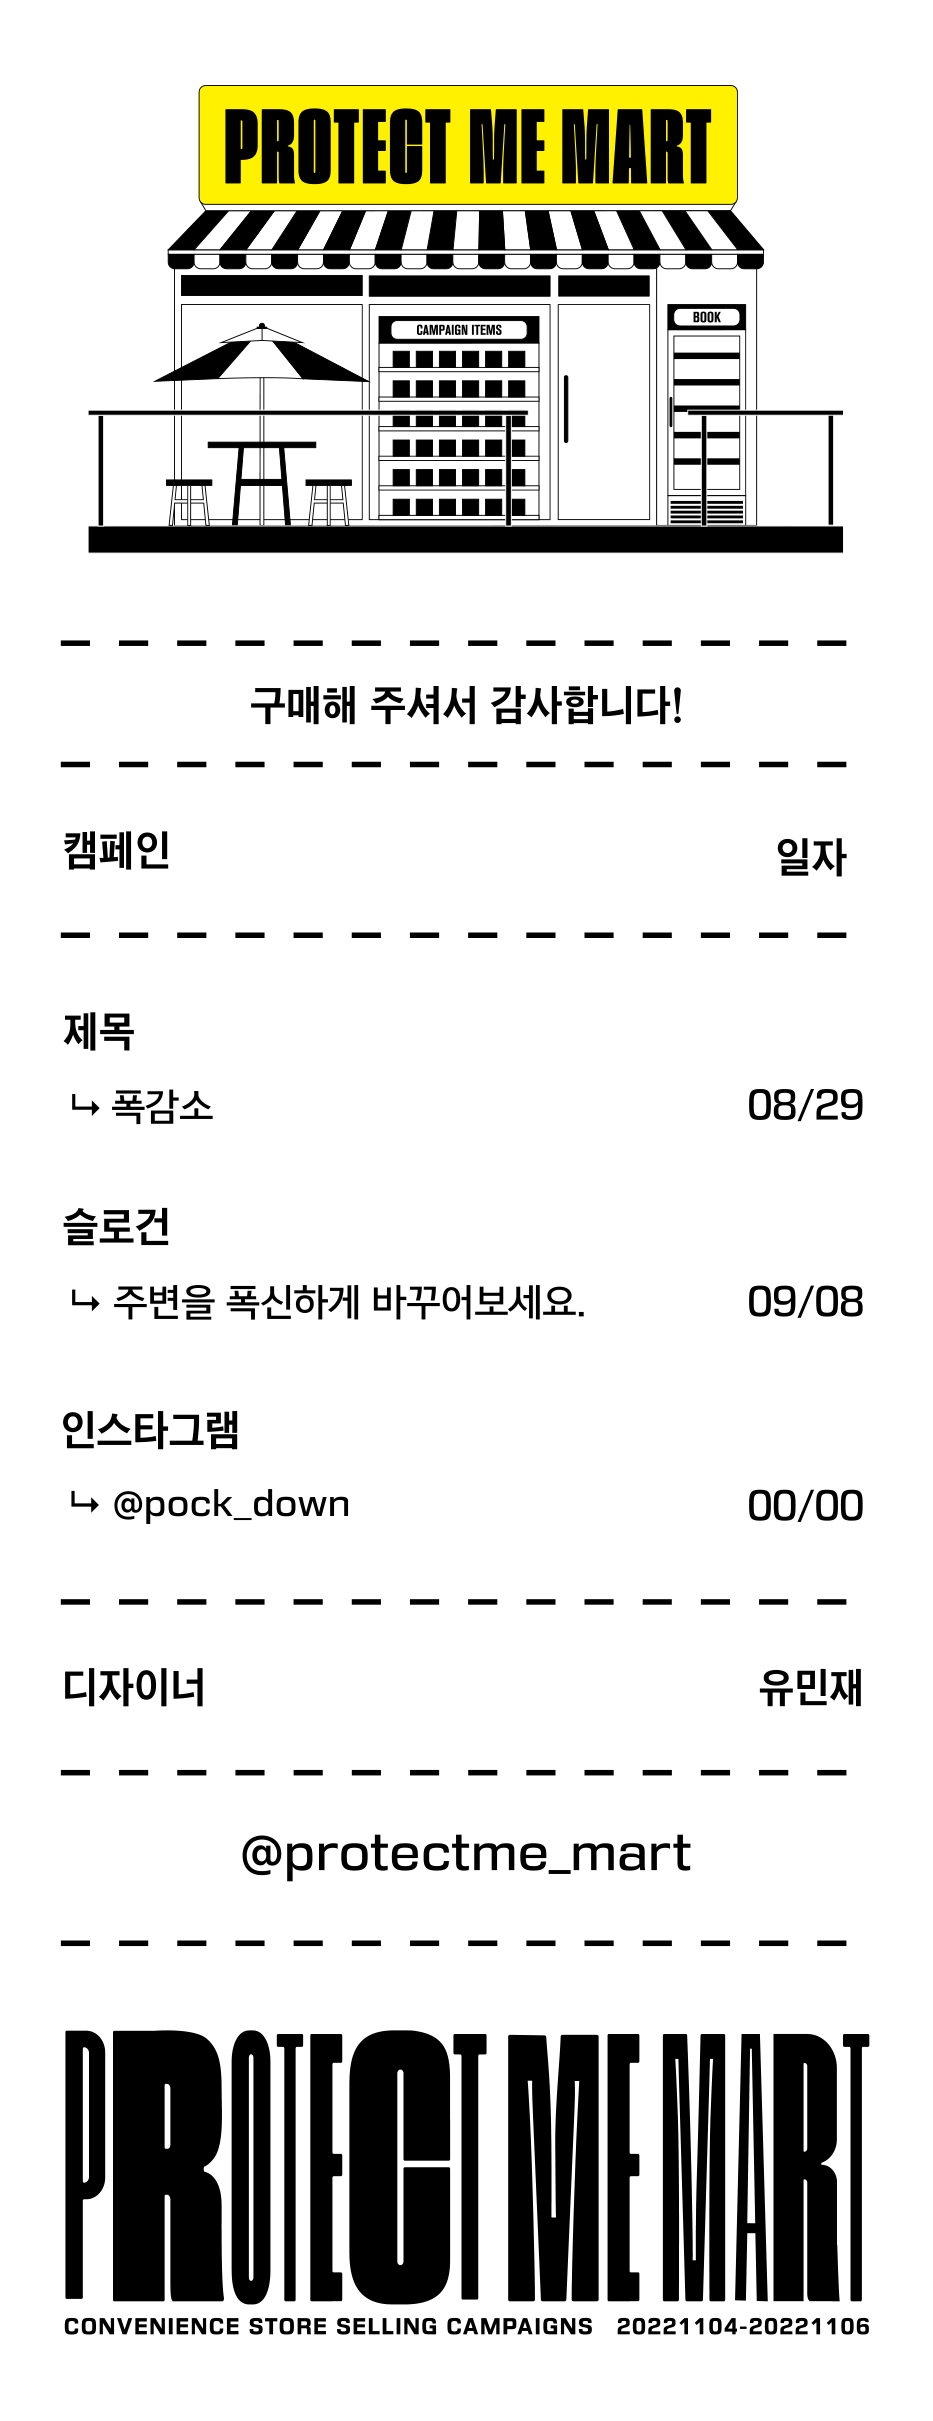 PROTECT ME MART
CAMPAIGN ITEMS
BOOK
구매해 주셔서 감사합니다!
캠페인 일자
제목
↳ 폭감소 08/29
슬로건
↳ 주변을 폭신하게 바꾸어보세요. 09/08
인스타그램
↳ @pock_down 00/00
디자이너 유민재
@protectme_mart
PROTECT ME MART
CONVENIENCE STORE SELLING CAMPAIGNS 20221104-20221106